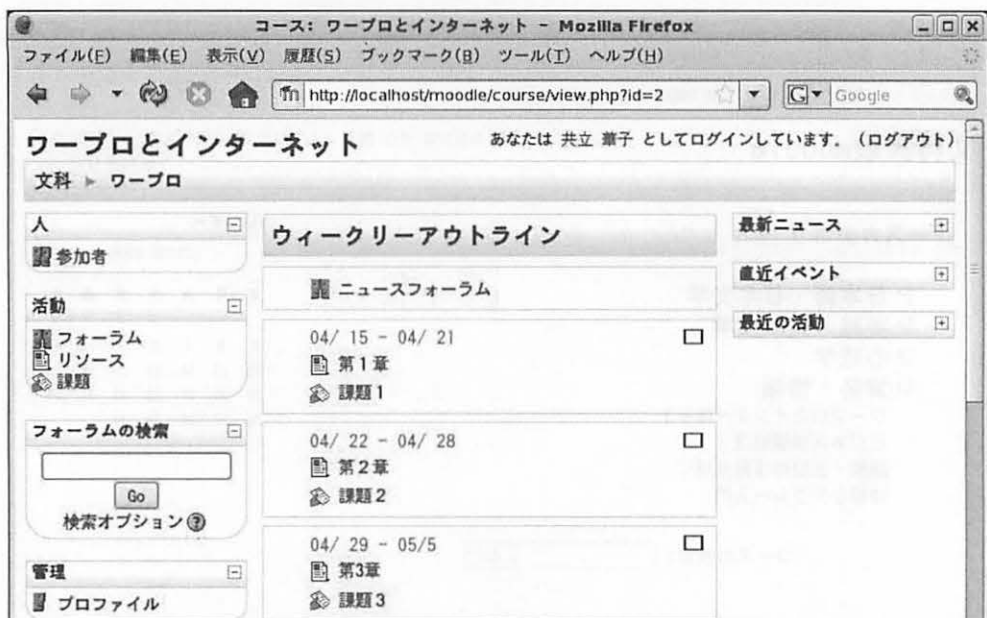 コース: ワープロとインターネット - Mozilla Firefox
ファイル(F) 編集(E) 表示(V) 履歴(S) ブックマーク(B) ツール(T) ヘルプ(H)
http://localhost/moodle/course/view.php?id=2
Google
ワープロとインターネット
あなたは 共立 華子 としてログインしています。(ログアウト)
文科 ► ワープロ
人
参加者
活動
フォーラム
リソース
課題
フォーラムの検索
Go
検索オプション
管理
プロファイル
ウィークリーアウトライン
ニュースフォーラム
04/ 15 - 04/ 21
第1章
課題1
04/ 22 - 04/ 28
第2章
課題2
04/ 29 - 05/5
第3章
課題3
最新ニュース
直近イベント
最近の活動